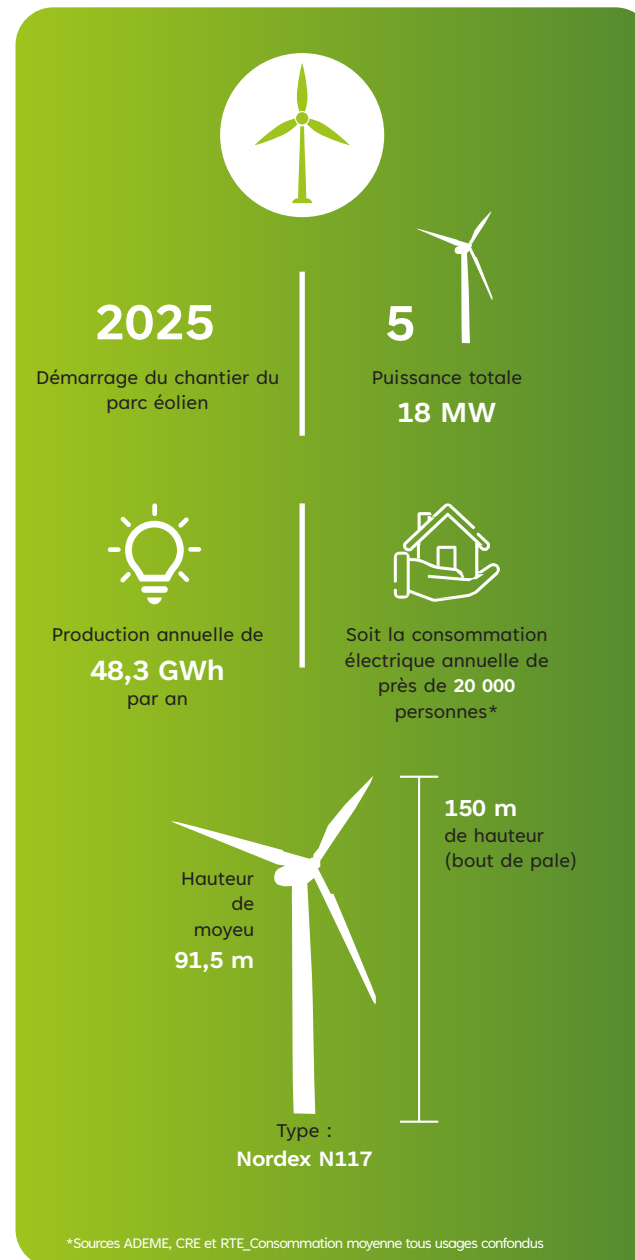 2025
Démarrage du chantier du
parc éolien
5
Puissance totale
18 MW
Production annuelle de
48,3 GWh
par an
Soit la consommation
électrique annuelle de
près de 20 000
personnes*
150 m
de hauteur
(bout de pale)
Hauteur
de
moyeu
91,5 m
Type :
Nordex N117
*Sources ADEME, CRE et RTE_Consommation moyenne tous usages confondus